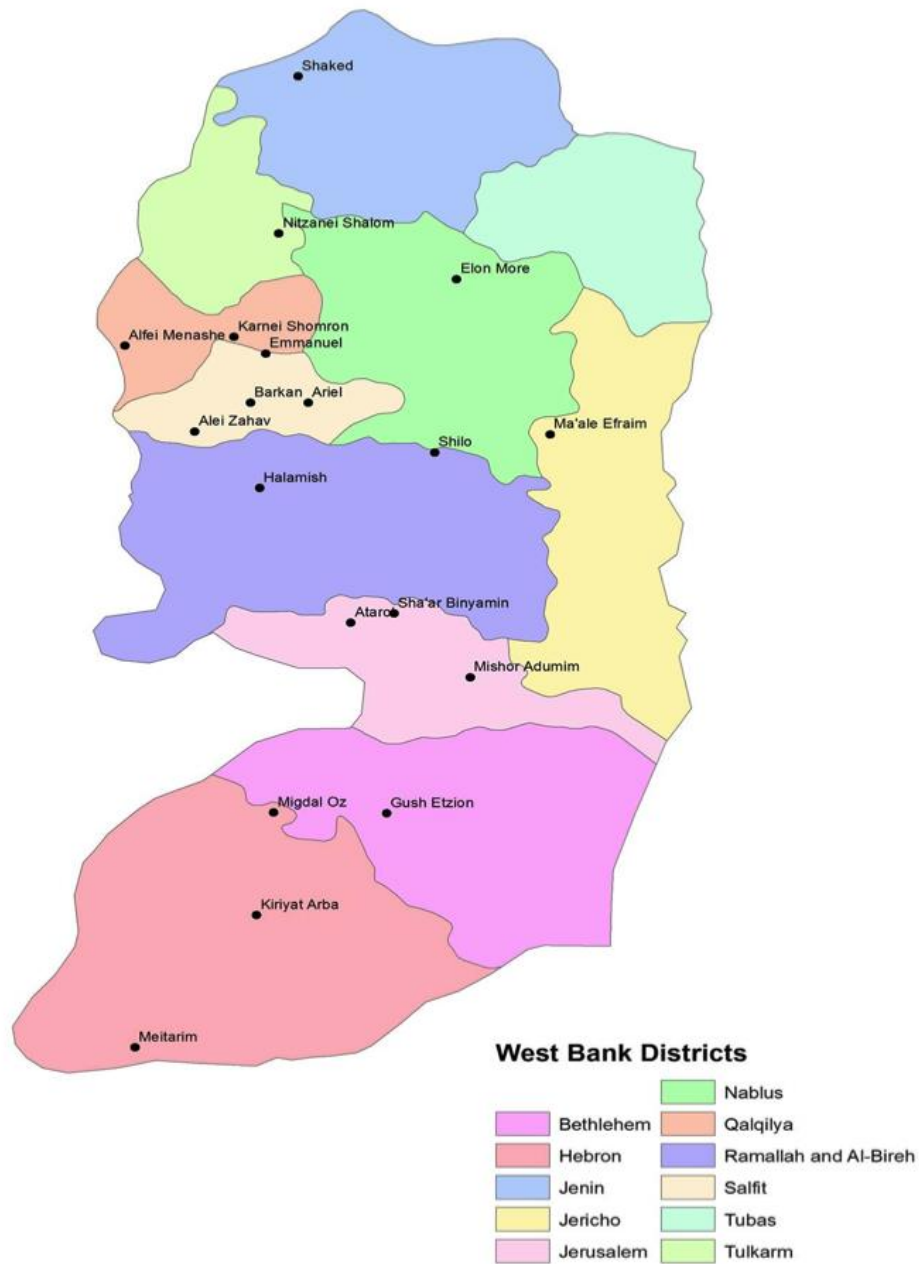 Shaked
Nitzanei Shalom
Elon More
Karnei Shomron
Alfei Menashe
Emmanuel
Barkan
Ariel
Alei Zahav
Ma'ale Efraim
Shilo
Halamish
Sha'ar Binyamin
Atarot
Mishor Adumim
Migdal Oz
Gush Etzion
Kiriyat Arba
Meitarim
West Bank Districts
Bethlehem
Hebron
Jenin
Jericho
Jerusalem
Nablus
Qalqilya
Ramallah and Al-Bireh
Salfit
Tubas
Tulkarm